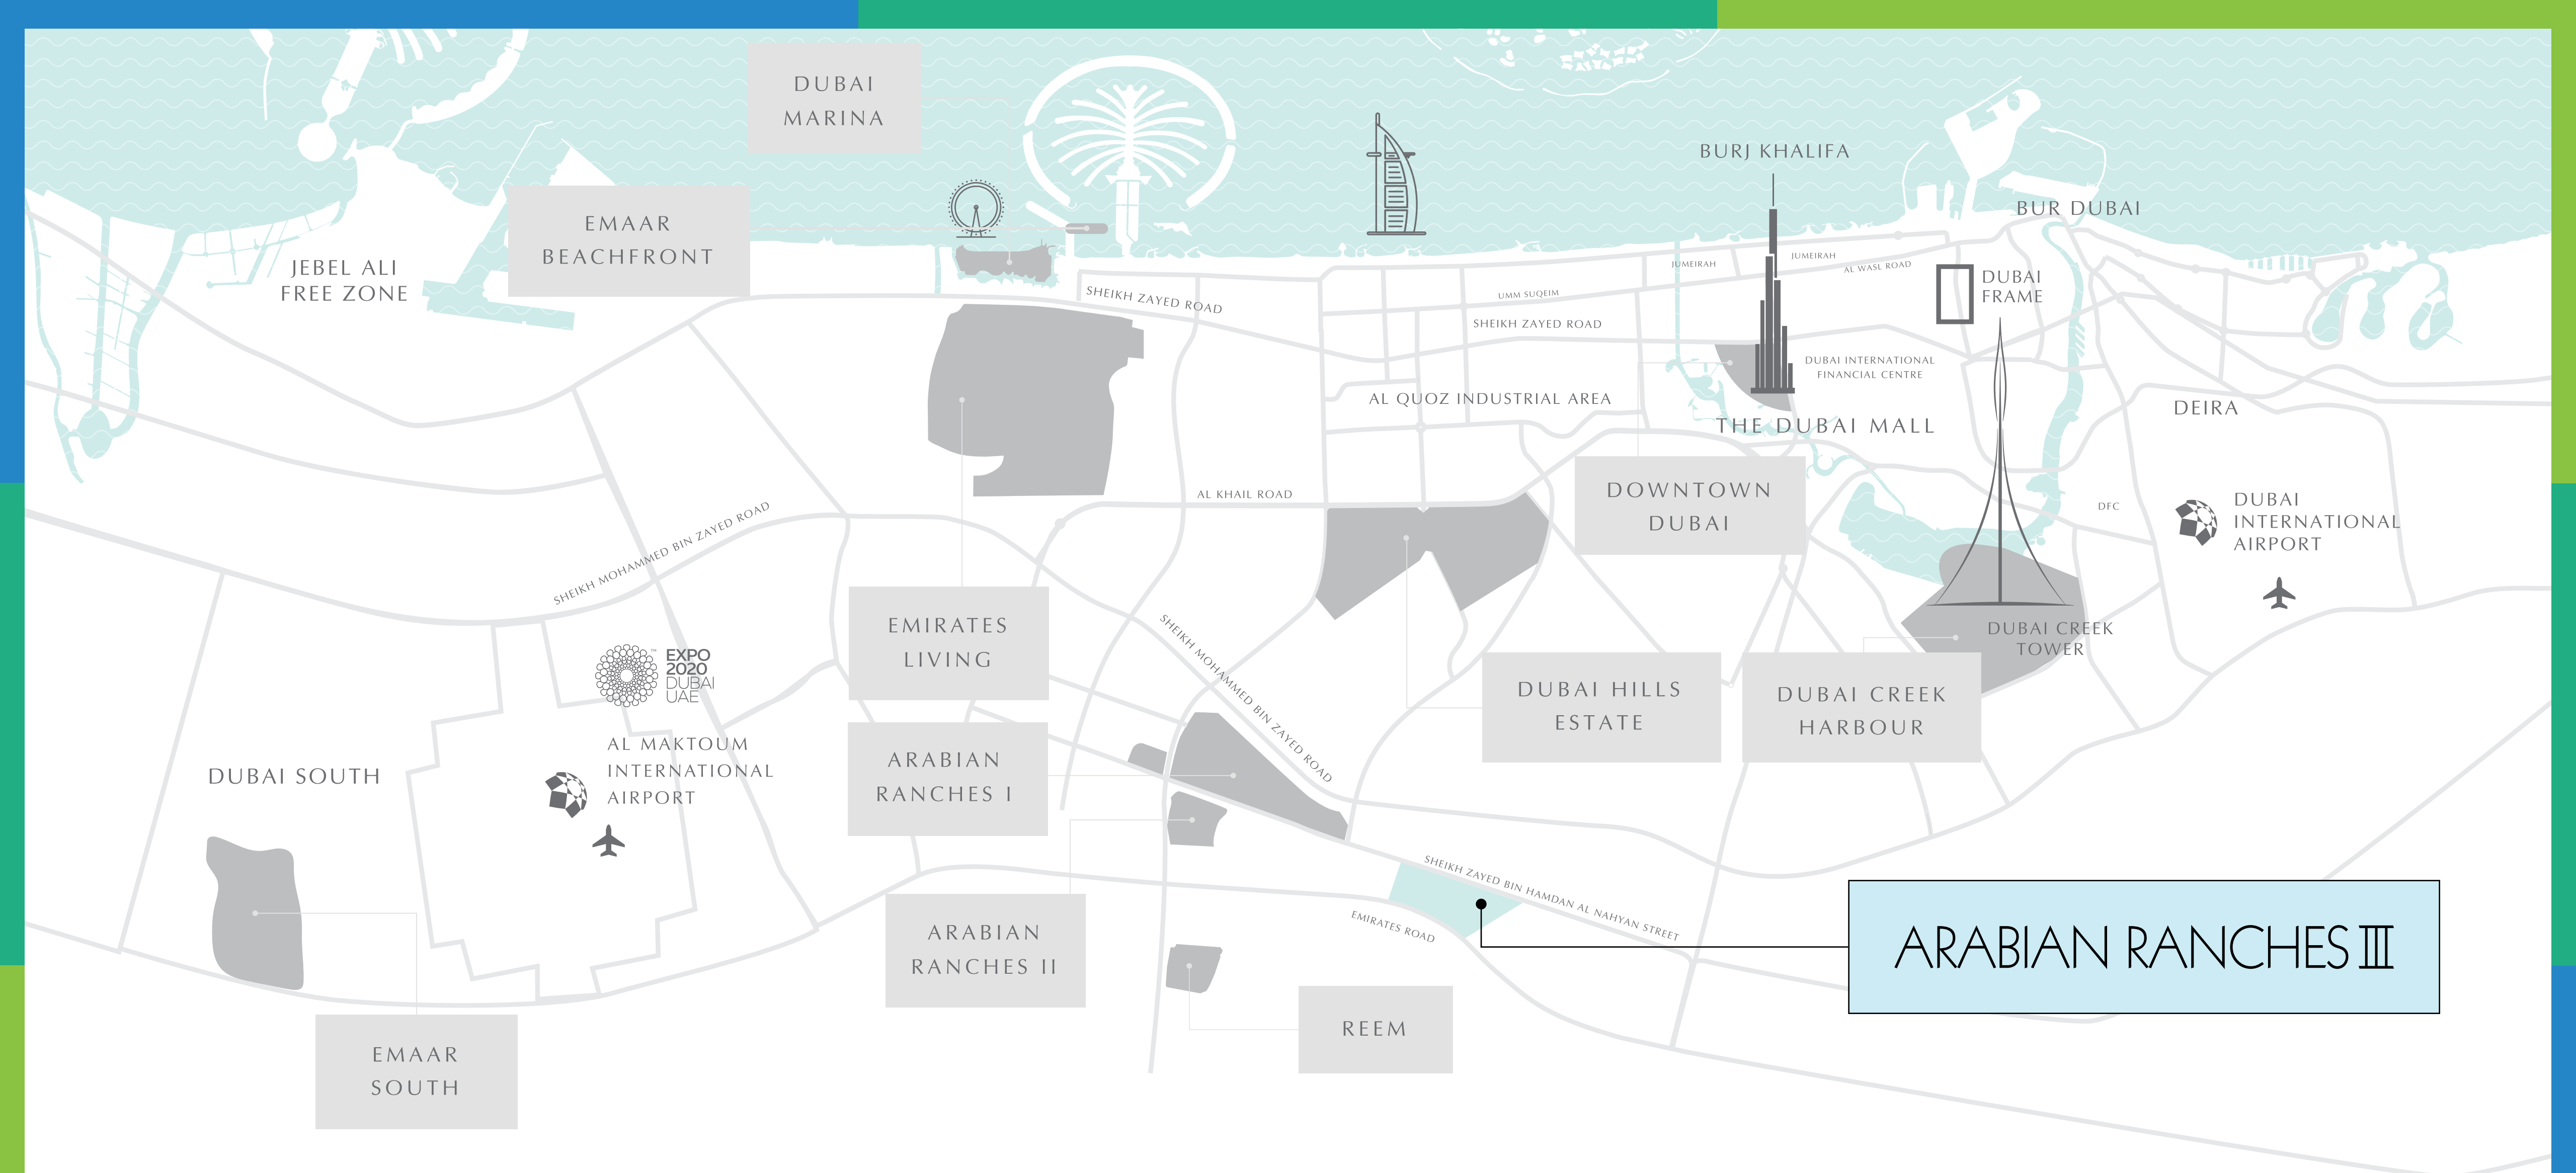 DUBAI
MARINA
EMAAR
BEACHFRONT
JEBEL ALI
FREE ZONE
BURJ KHALIFA
BUR DUBAI
JUMEIRAH
JUMEIRAH
AL WASL ROAD
DUBAI
FRAME
SHEIKH ZAYED ROAD
UMM SUQEIM
SHEIKH ZAYED ROAD
DUBAI INTERNATIONAL
FINANCIAL CENTRE
AL QUOZ INDUSTRIAL AREA
THE DUBAI MALL
DEIRA
AL KHAIL ROAD
DOWNTOWN
DUBAI
DFC
DUBAI
INTERNATIONAL
AIRPORT
SHEIKH MOHAMMED BIN ZAYED ROAD
EMIRATES
LIVING
SHEIKH MOHAMMED BIN ZAYED ROAD
DUBAI CREEK
TOWER
EXPO
2020
DUBAI
UAE
™
DUBAI HILLS
ESTATE
DUBAI CREEK
HARBOUR
AL MAKTOUM
INTERNATIONAL
AIRPORT
DUBAI SOUTH
ARABIAN
RANCHES I
SHEIKH ZAYED BIN HAMDAN AL NAHYAN STREET
EMIRATES ROAD
ARABIAN
RANCHES II
ARABIAN RANCHES III
REEM
EMAAR
SOUTH